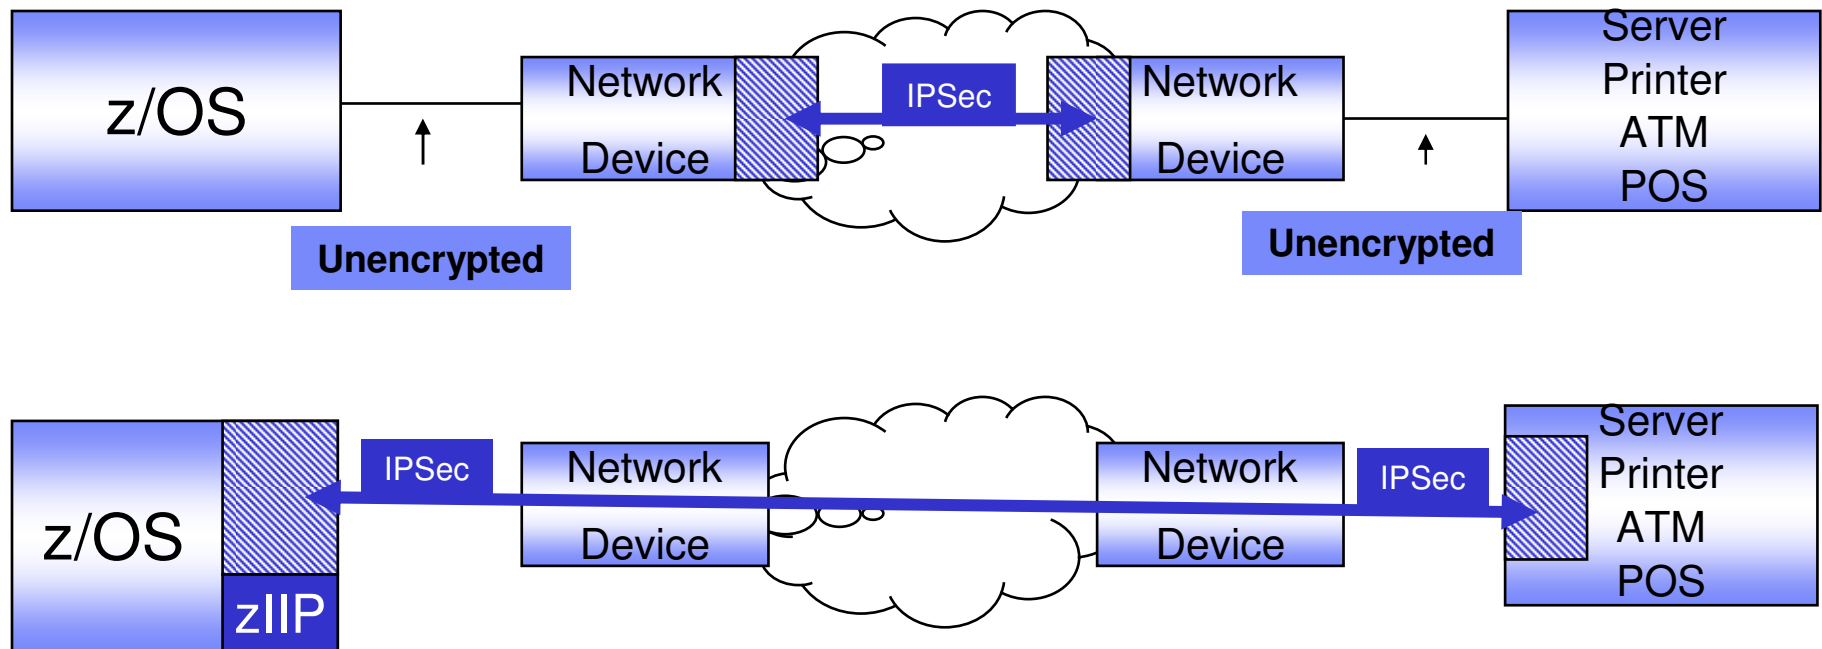 z/OS
Network
Device
IPSec
Network
Device
Server
Printer
ATM
POS
Unencrypted
Unencrypted
z/OS
zIIP
IPSec
Network
Device
Network
Device
IPSec
Server
Printer
ATM
POS